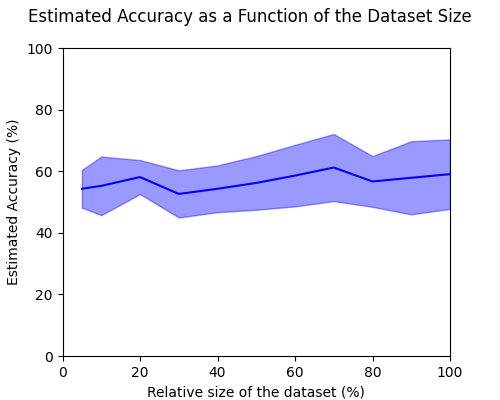 Estimated Accuracy as a Function of the Dataset Size
100
80
60
40
20
0
Estimated Accuracy (%)
0 20 40 60 80 100
Relative size of the dataset (%)